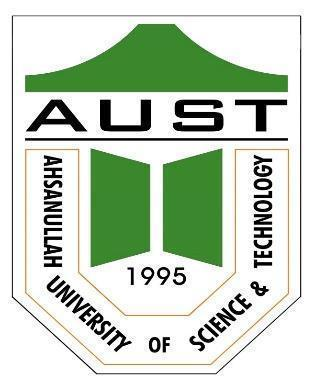 AUST
1995
AHSANULLAH UNIVERSITY OF SCIENCE & TECHNOLOGY